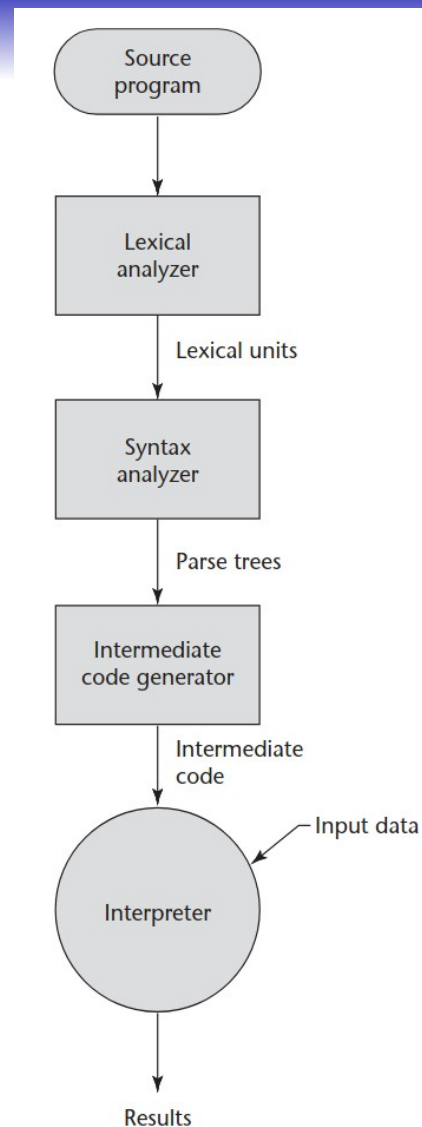 Source
program
Lexical
analyzer
Lexical units
Syntax
analyzer
Parse trees
Intermediate
code generator
Intermediate
code
Input data
Interpreter
Results